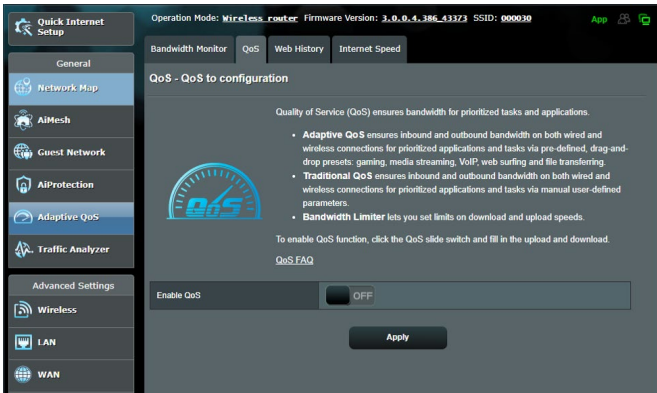 Quick Internet
Setup
Operation Mode: Wireless router Firmware Version: 3.0.0.4.386_43373 SSID: 000030
App
Bandwidth Monitor QoS Web History Internet Speed
General
Network Map
AiMesh
Guest Network
AiProtection
Adaptive QoS
Traffic Analyzer
Advanced Settings
Wireless
LAN
WAN
QoS - QoS to configuration
QoS
Quality of Service (QoS) ensures bandwidth for prioritized tasks and applications.
• Adaptive QoS ensures inbound and outbound bandwidth on both wired and
wireless connections for prioritized applications and tasks via pre-defined, drag-and-
drop presets: gaming, media streaming, VoIP, web surfing and file transferring.
• Traditional QoS ensures inbound and outbound bandwidth on both wired and
wireless connections for prioritized applications and tasks via manual user-defined
parameters.
• Bandwidth Limiter lets you set limits on download and upload speeds.
To enable QoS function, click the QoS slide switch and fill in the upload and download.
QoS FAQ
Enable QoS OFF
Apply